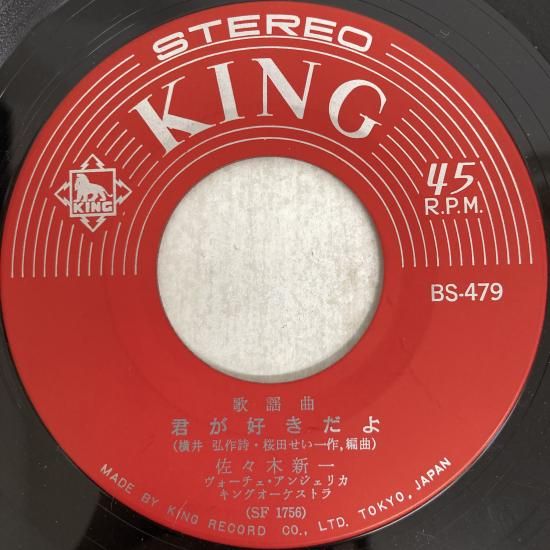 STEREO
KING
KING
45
R.P.M.
BS-479
歌謡曲
君が好きだよ
(横井 弘作詩・桜田せい一作,編曲)
佐々木新一
ヴォーチェ・アンジェリカ
キングオーケストラ
(SF 1756)
MADE BY KING RECORD CO., LTD. TOKYO, JAPAN